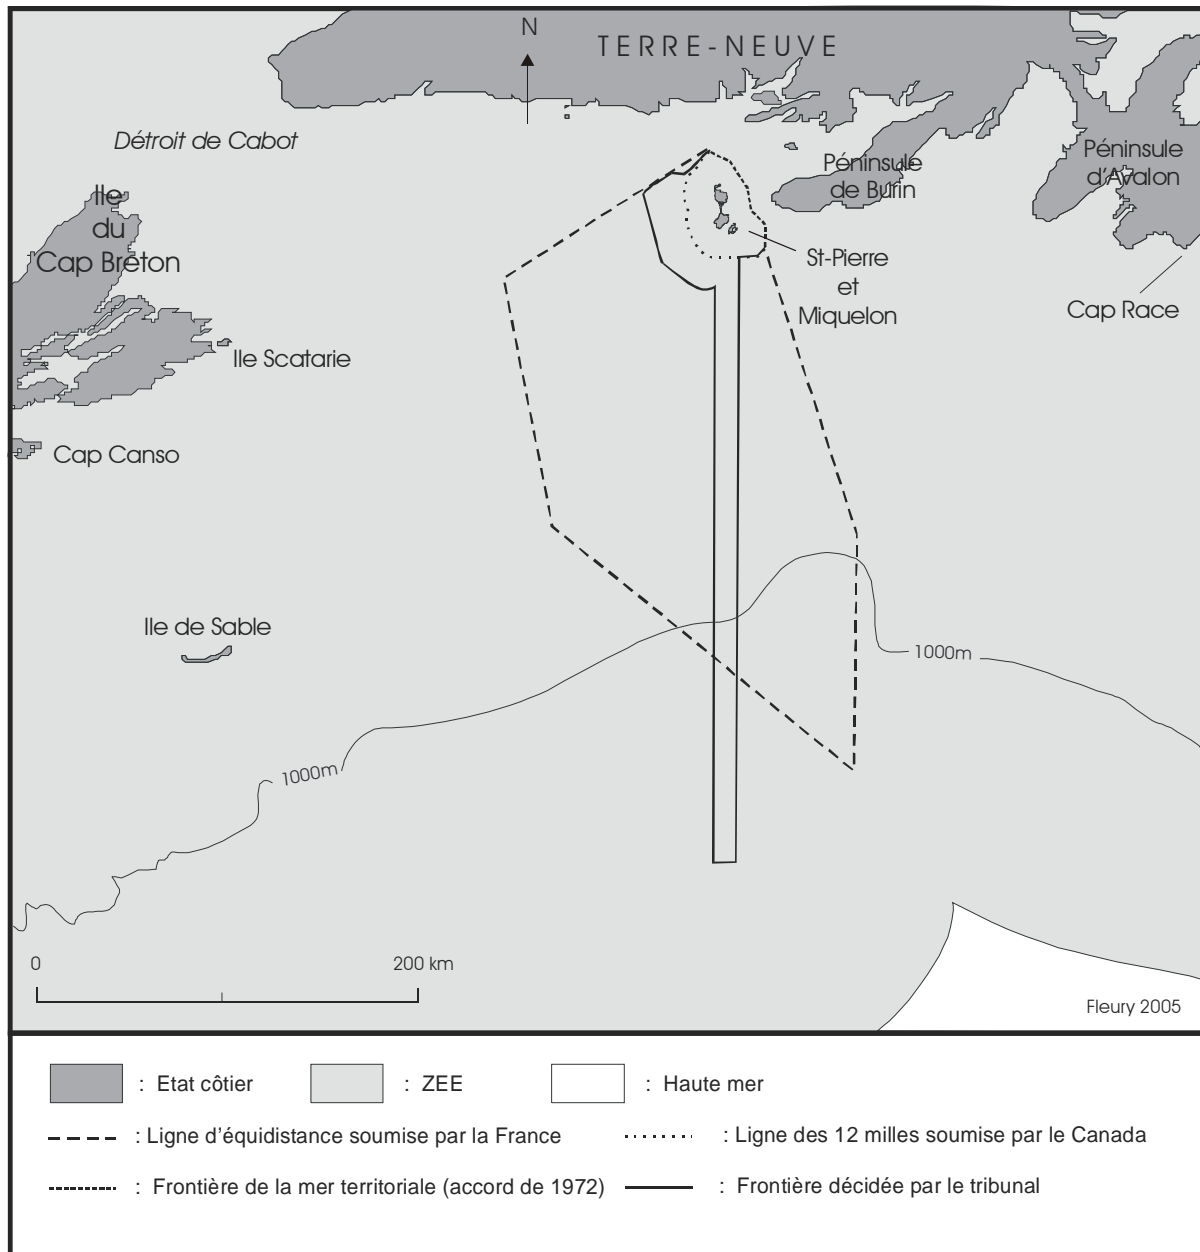 N
TERRE-NEUVE
Détroit de Cabot
Péninsule
d'Avalon
Péninsule
de Burin
Ile
du
Cap Breton
St-Pierre
et
Miquelon
Cap Race
Ile Scatarie
Cap Canso
Ile de Sable
1000m
1000m
0
200 km
Fleury 2005
: Etat côtier
: ZEE
: Haute mer
: Ligne d'équidistance soumise par la France
: Ligne des 12 milles soumise par le Canada
: Frontière de la mer territoriale (accord de 1972)
: Frontière décidée par le tribunal